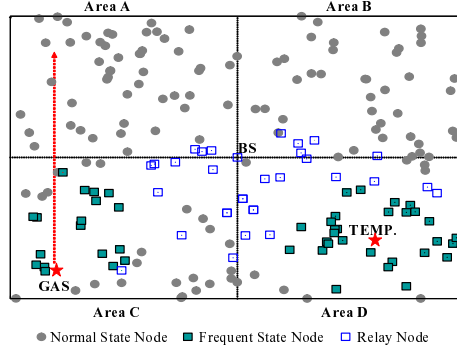 Area A Area B
BS
TEMP.
GAS
Area C Area D
Normal State Node Frequent State Node Relay Node